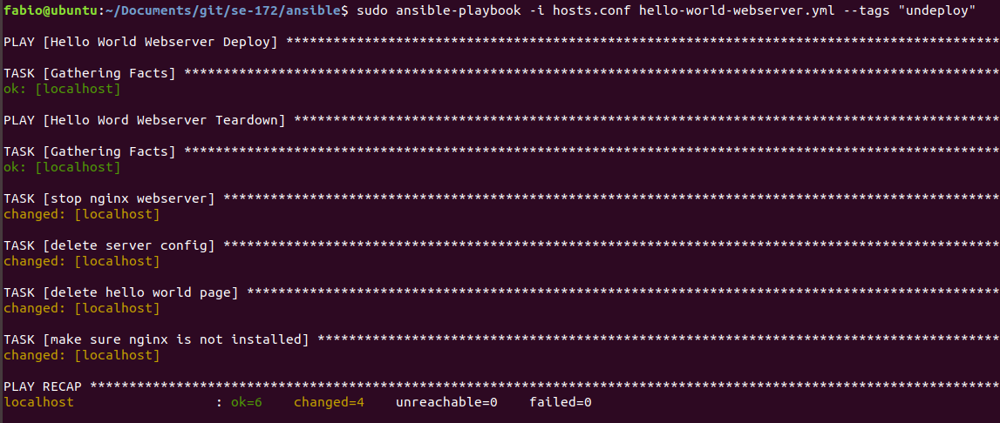 fabio@ubuntu:~/Documents/git/se-172/ansible$ sudo ansible-playbook -i hosts.conf hello-world-webserver.yml --tags "undeploy"
PLAY [Hello World Webserver Deploy] *******************************************************************************************
TASK [Gathering Facts] ********************************************************************************************************
ok: [localhost]
PLAY [Hello Word Webserver Teardown] ******************************************************************************************
TASK [Gathering Facts] ********************************************************************************************************
ok: [localhost]
TASK [stop nginx webserver] ***************************************************************************************************
changed: [localhost]
TASK [delete server config] ***************************************************************************************************
changed: [localhost]
TASK [delete hello world page] ************************************************************************************************
changed: [localhost]
TASK [make sure nginx is not installed] ***************************************************************************************
changed: [localhost]
PLAY RECAP ********************************************************************************************************************
localhost                  : ok=6    changed=4    unreachable=0    failed=0